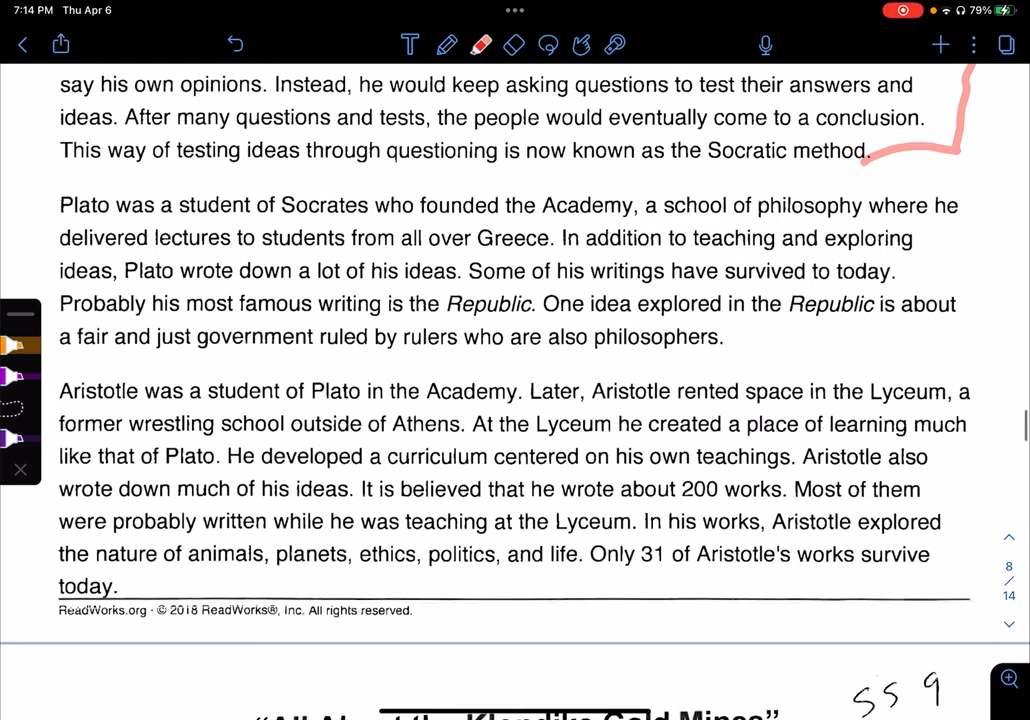 7:14 PM Thu Apr 6
79%
say his own opinions. Instead, he would keep asking questions to test their answers and
ideas. After many questions and tests, the people would eventually come to a conclusion.
This way of testing ideas through questioning is now known as the Socratic method.
Plato was a student of Socrates who founded the Academy, a school of philosophy where he
delivered lectures to students from all over Greece. In addition to teaching and exploring
ideas, Plato wrote down a lot of his ideas. Some of his writings have survived to today.
Probably his most famous writing is the Republic. One idea explored in the Republic is about
a fair and just government ruled by rulers who are also philosophers.
Aristotle was a student of Plato in the Academy. Later, Aristotle rented space in the Lyceum, a
former wrestling school outside of Athens. At the Lyceum he created a place of learning much
like that of Plato. He developed a curriculum centered on his own teachings. Aristotle also
wrote down much of his ideas. It is believed that he wrote about 200 works. Most of them
were probably written while he was teaching at the Lyceum. In his works, Aristotle explored
the nature of animals, planets, ethics, politics, and life. Only 31 of Aristotle's works survive
today.
8
/
14
ReadWorks.org · © 2018 ReadWorks®, Inc. All rights reserved.
SS 9
"All About the Klondike Gold Mines"